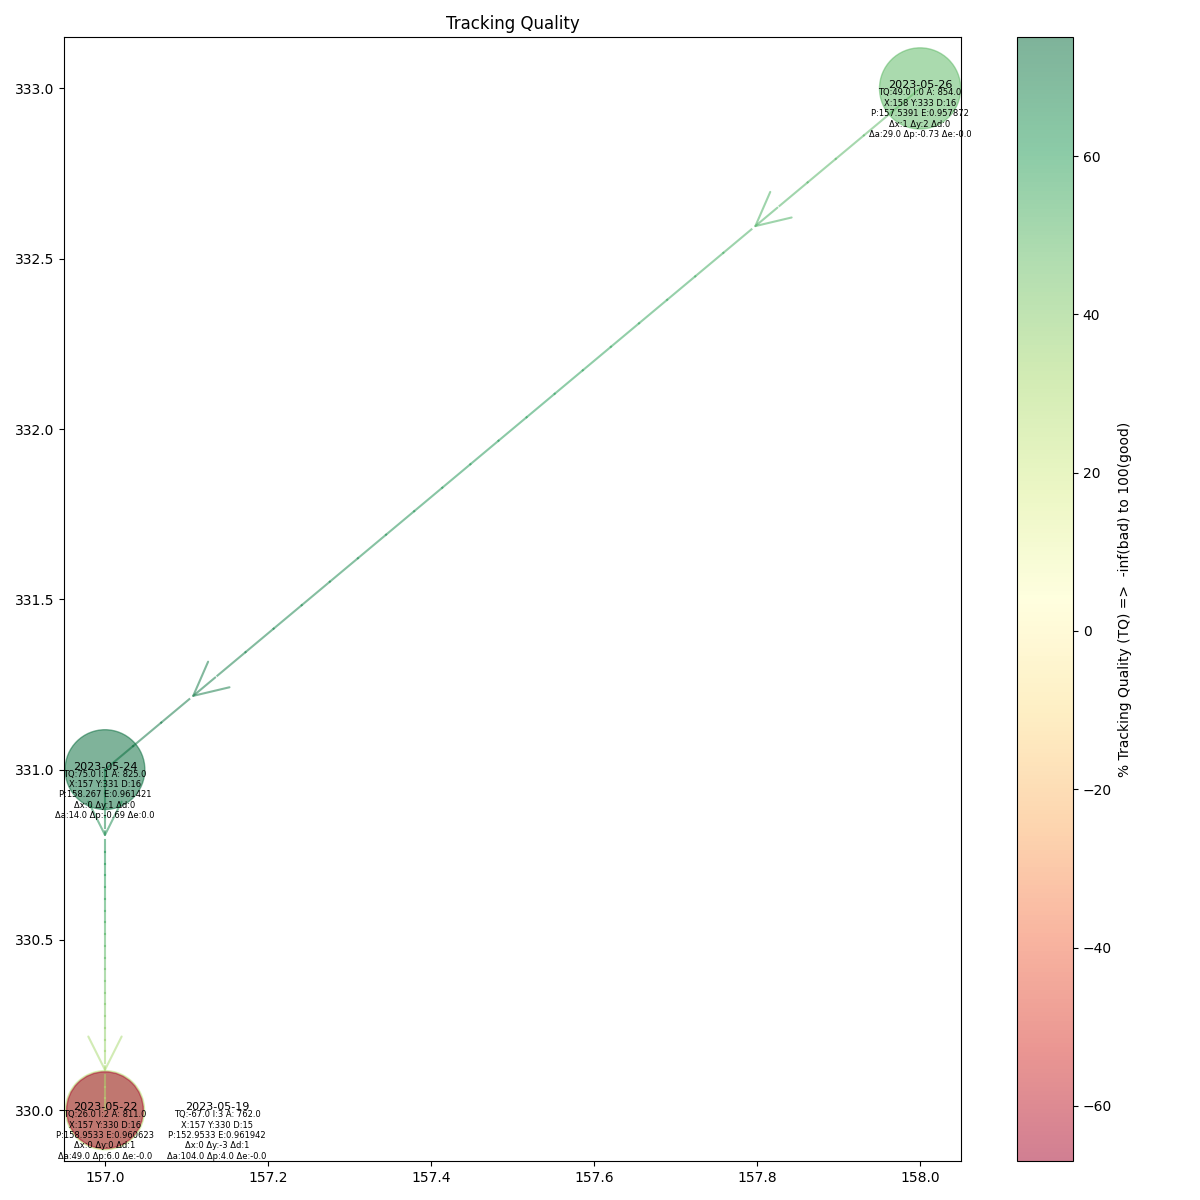 Tracking Quality
333.0
332.5
332.0
331.5
331.0
330.5
330.0
157.0
157.2
157.4
157.6
157.8
158.0
2023-05-26
TQ:49.0 I:0 A: 854.0
X:158 Y:333 D:16
P:157.5391 E:0.957872
Δx:1 Δy:2 Δd:0
Δa:29.0 Δp:-0.73 Δe:-0.0
2023-05-24
TQ:75.0 I:1 A: 825.0
X:157 Y:331 D:16
P:158.267 E:0.961421
Δx:0 Δy:1 Δd:0
Δa:14.0 Δp:-0.69 Δe:0.0
2023-05-22
TQ:26.0 I:2 A: 811.0
X:157 Y:330 D:16
P:158.9533 E:0.960623
Δx:0 Δy:0 Δd:1
Δa:49.0 Δp:6.0 Δe:-0.0
2023-05-19
TQ:-67.0 I:3 A: 762.0
X:157 Y:330 D:15
P:152.9533 E:0.961942
Δx:0 Δy:-3 Δd:1
Δa:104.0 Δp:4.0 Δe:-0.0
60
40
20
0
−20
−40
−60
% Tracking Quality (TQ) => -inf(bad) to 100(good)